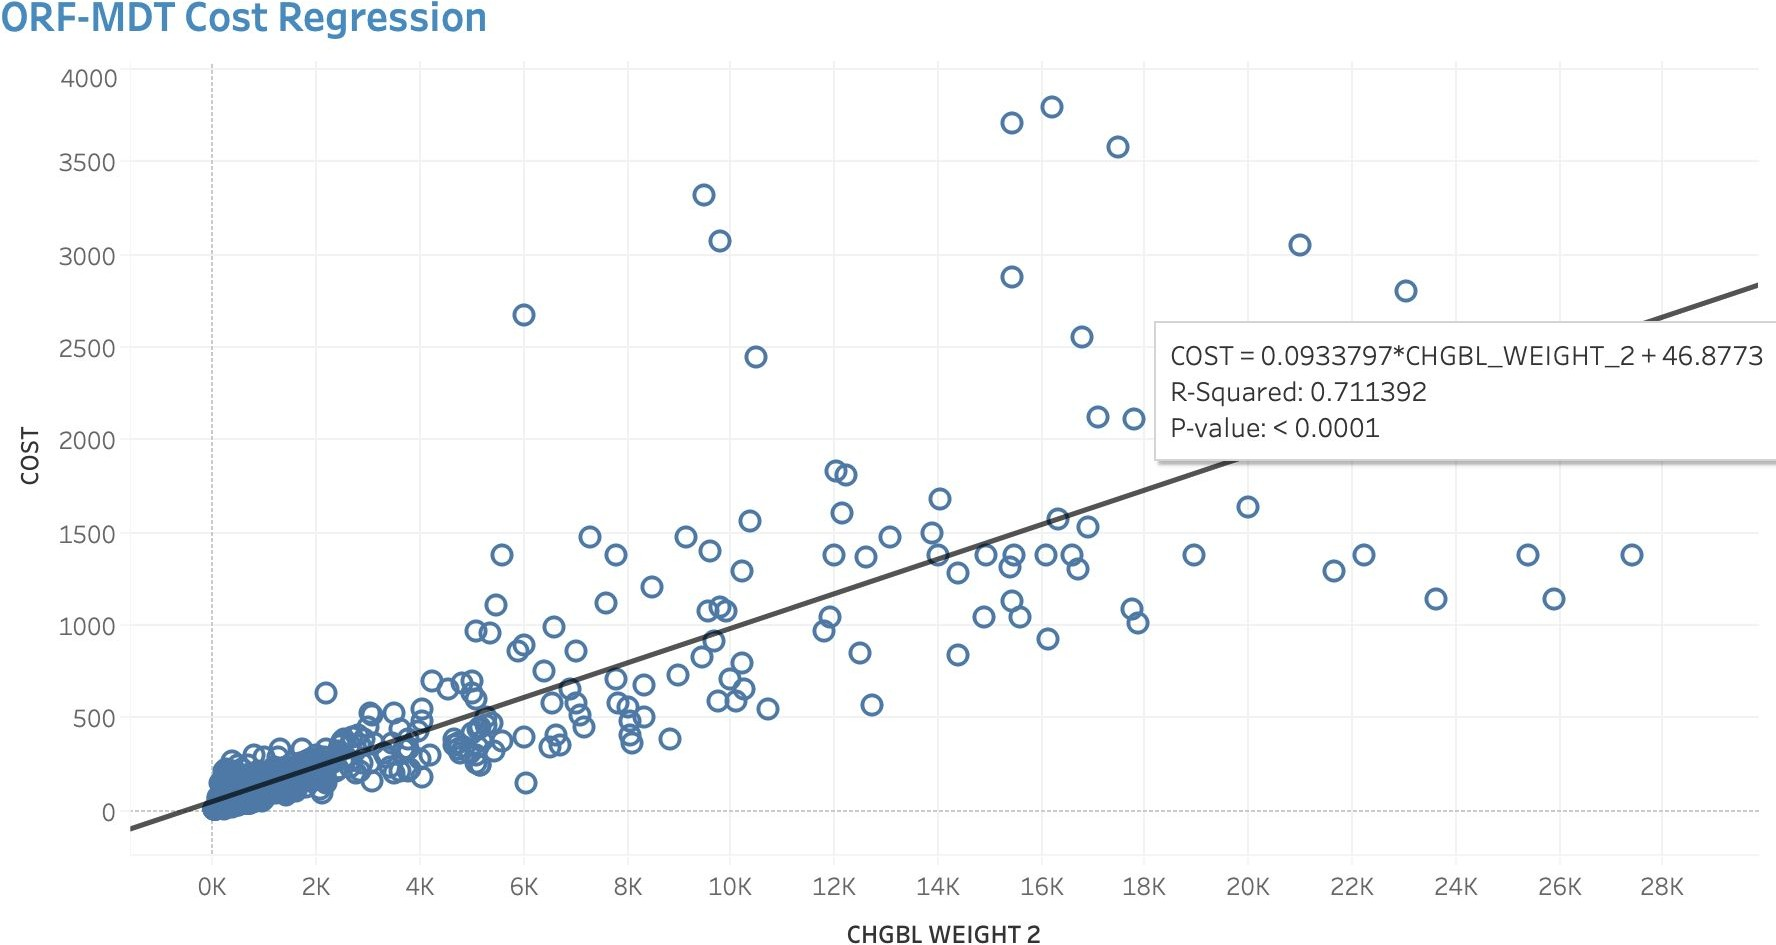 ORF-MDT Cost Regression
4000
3500
3000
2500
2000
1500
1000
500
0
COST
COST = 0.0933797*CHGBL_WEIGHT_2 + 46.8773
R-Squared: 0.711392
P-value: < 0.0001
0K 2K 4K 6K 8K 10K 12K 14K 16K 18K 20K 22K 24K 26K 28K
CHGBL WEIGHT 2